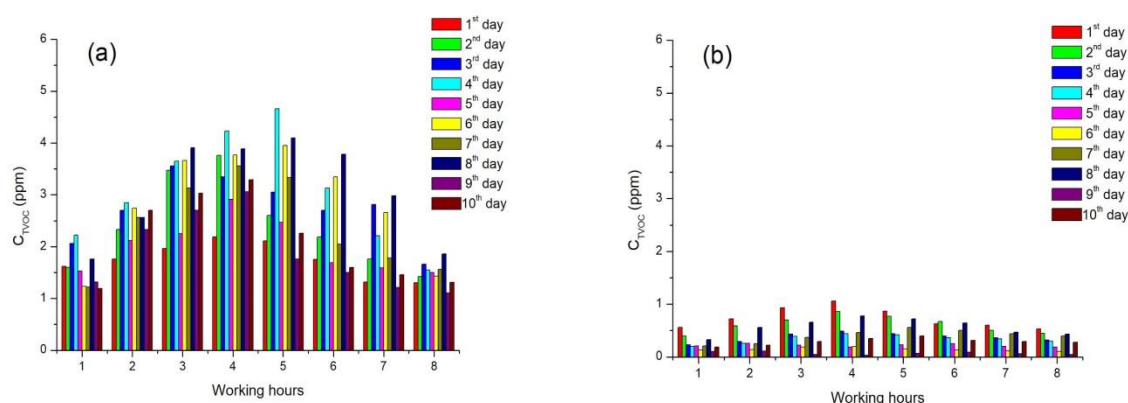 (a)
C_TVOC (ppm)
6
5
4
3
2
1
0
1 2 3 4 5 6 7 8
Working hours
1st day
2nd day
3rd day
4th day
5th day
6th day
7th day
8th day
9th day
10th day
(b)
C_TVOC (ppm)
6
5
4
3
2
1
0
1 2 3 4 5 6 7 8
Working hours
1st day
2nd day
3rd day
4th day
5th day
6th day
7th day
8th day
9th day
10th day